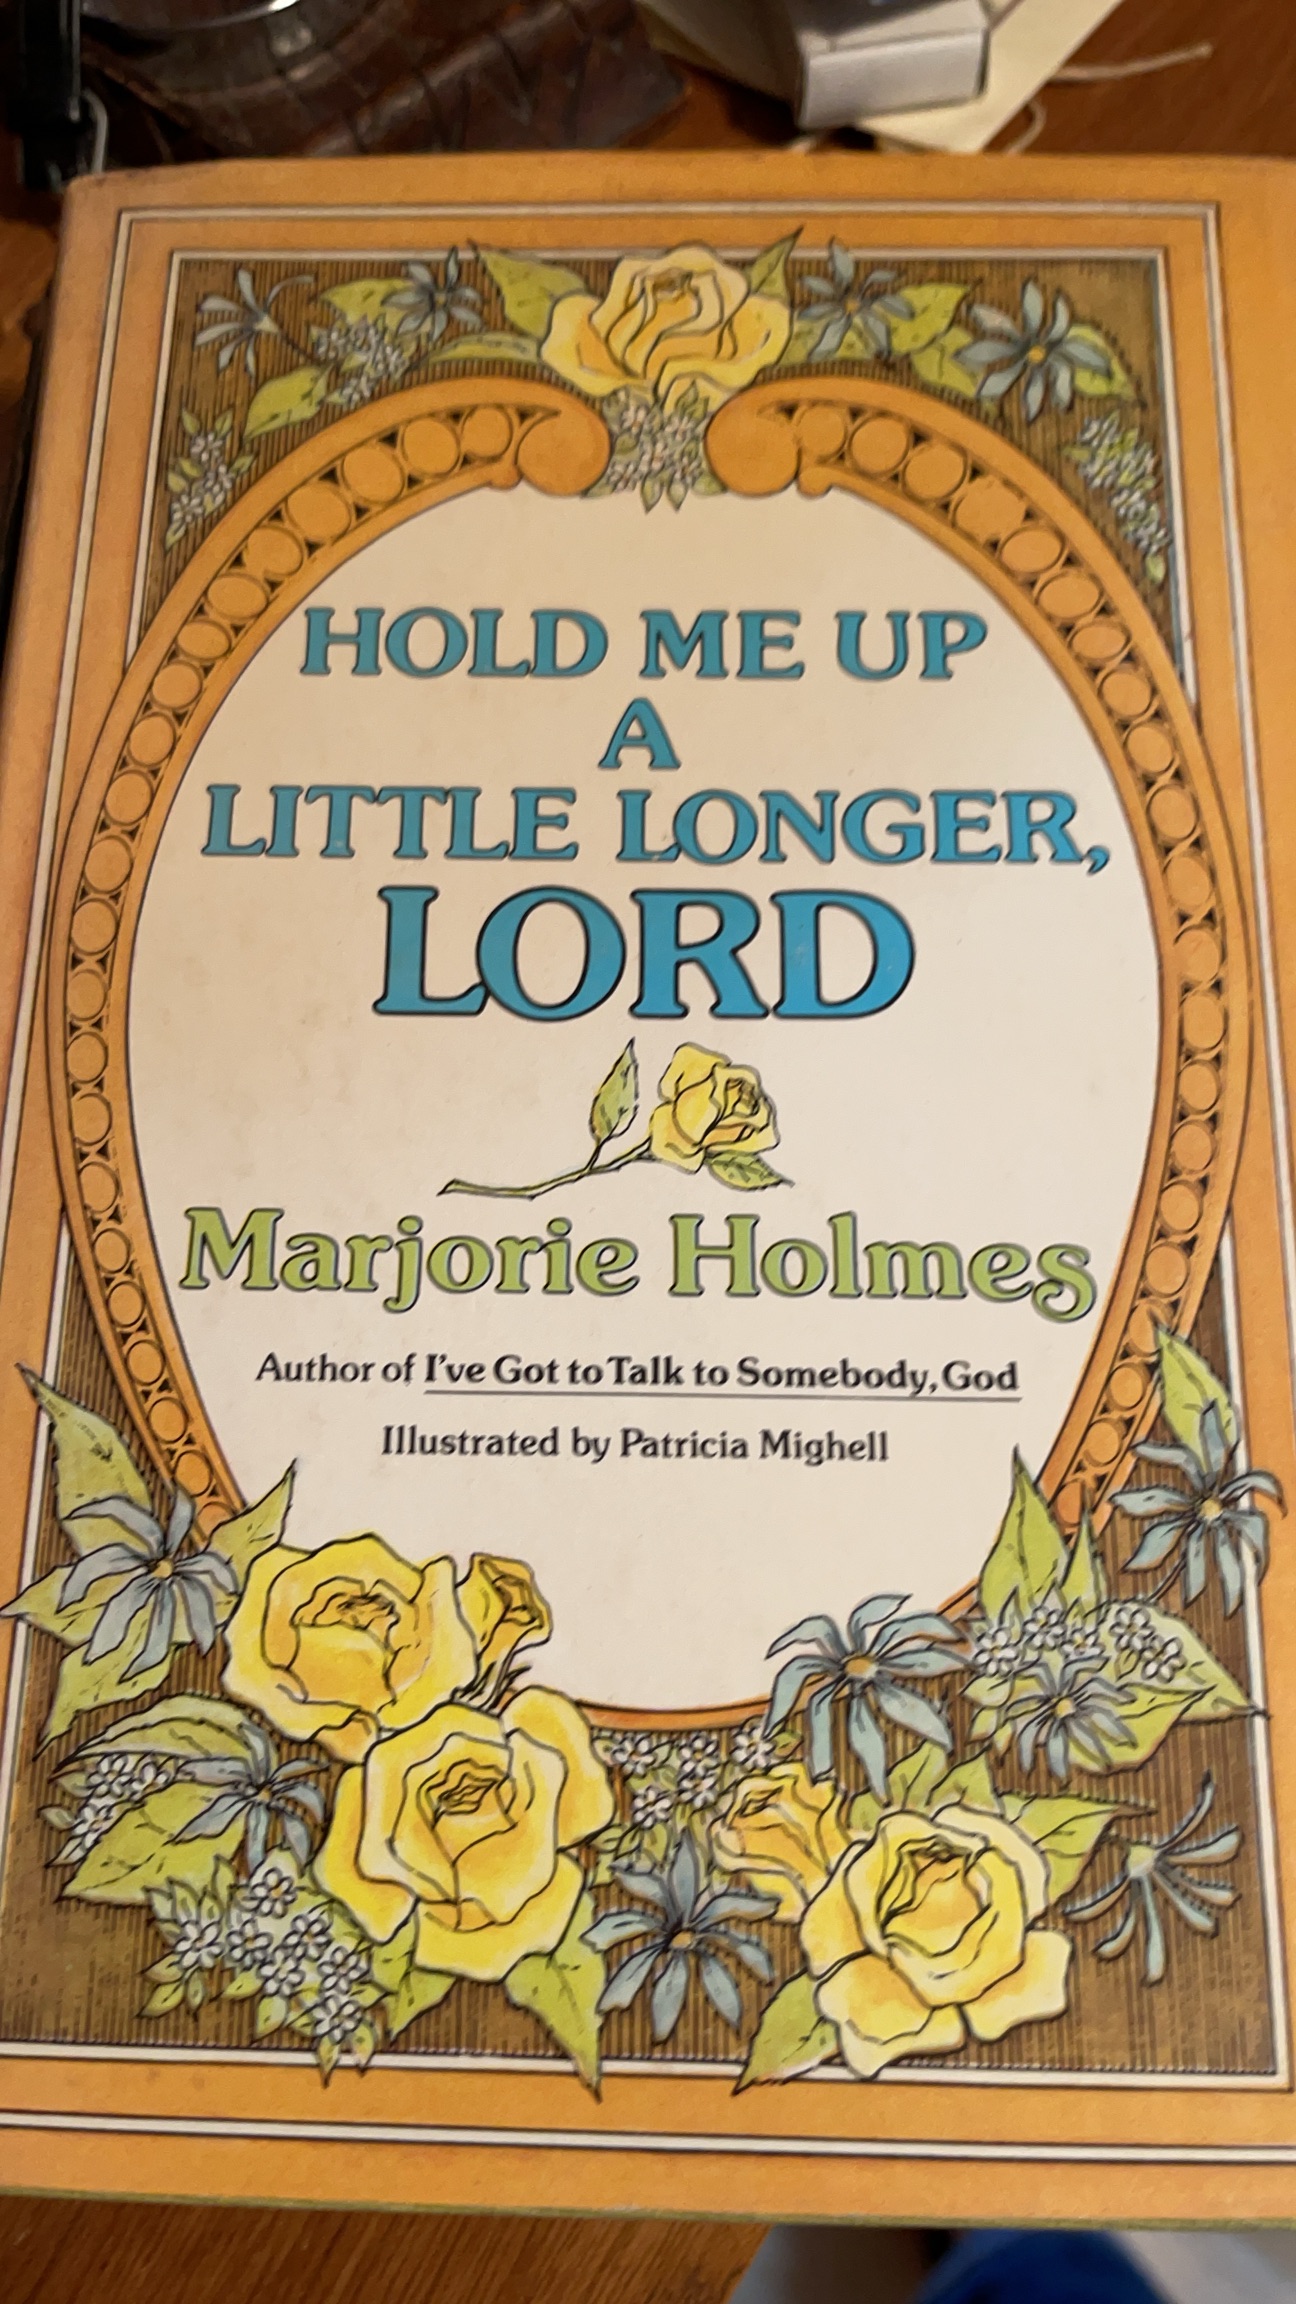 HOLD ME UP
A
LITTLE LONGER,
LORD
Marjorie Holmes
Author of I've Got to Talk to Somebody, God
Illustrated by Patricia Mighell